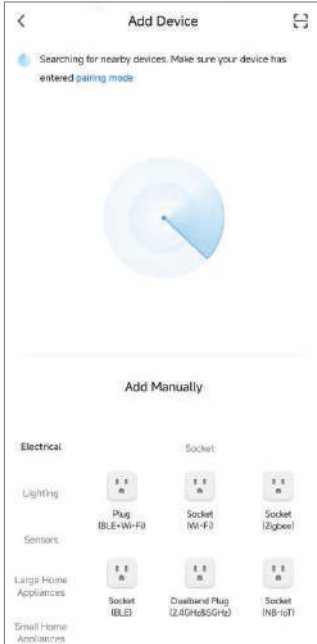 Add Device
Searching for nearby devices. Make sure your device has
entered pairing mode
Add Manually
Electrical
Socket
Lighting
Plug
(BLE+Wi-Fi)
Socket
(Wi-Fi)
Socket
(Zigbee)
Sensors
Large Home
Appliances
Socket
(BLE)
Dualband Plug
(2.4GHz&5GHz)
Socket
(NB-IoT)
Small Home
Appliances